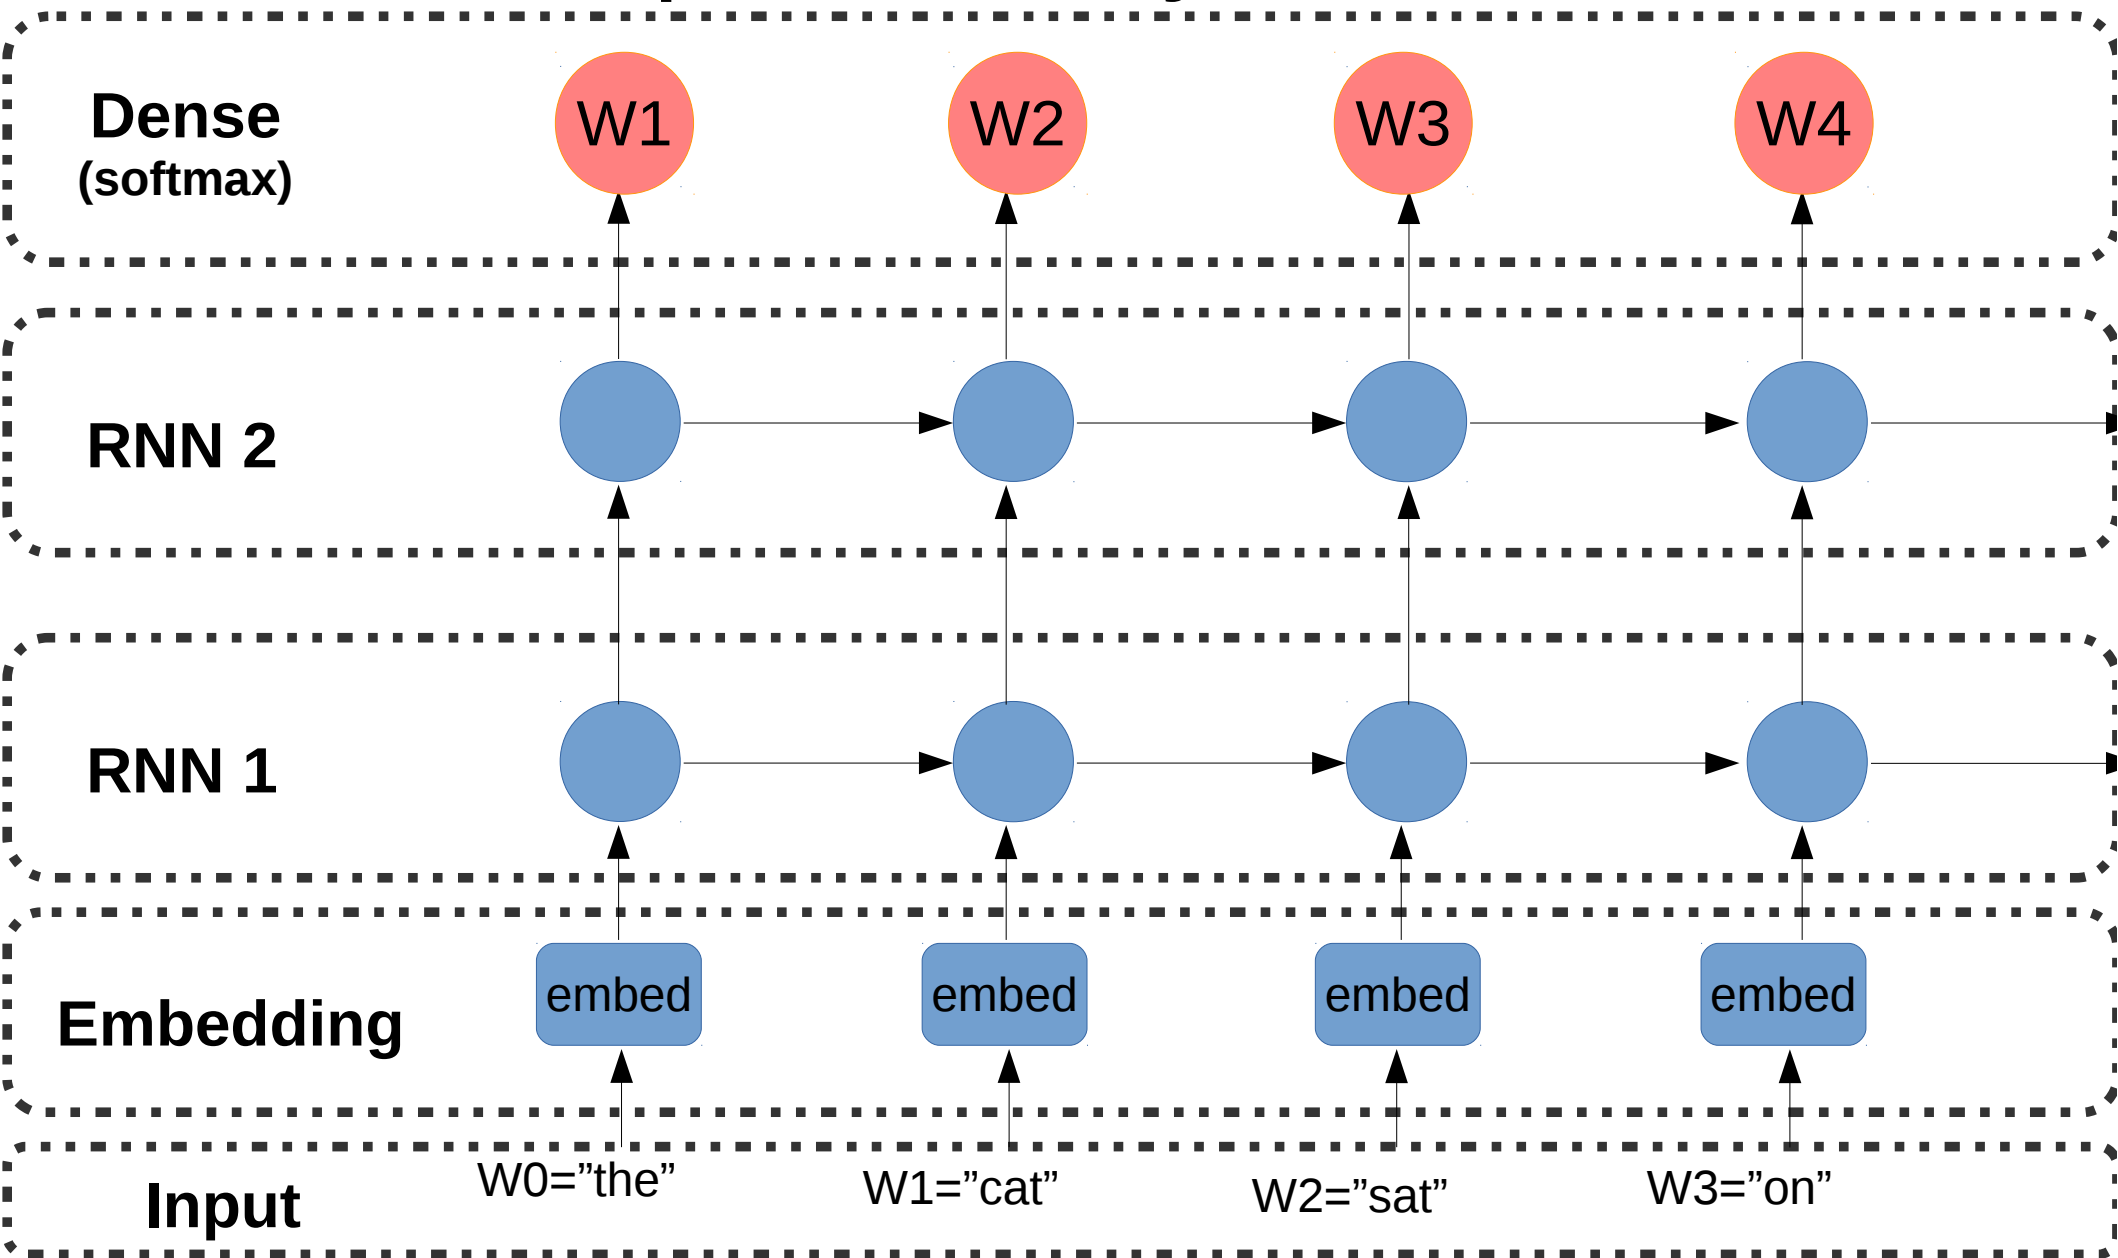 Dense
(softmax)
W1
W2
W3
W4
RNN 2
RNN 1
Embedding
embed
embed
embed
embed
Input
W0=”the”
W1=”cat”
W2=”sat”
W3=”on”